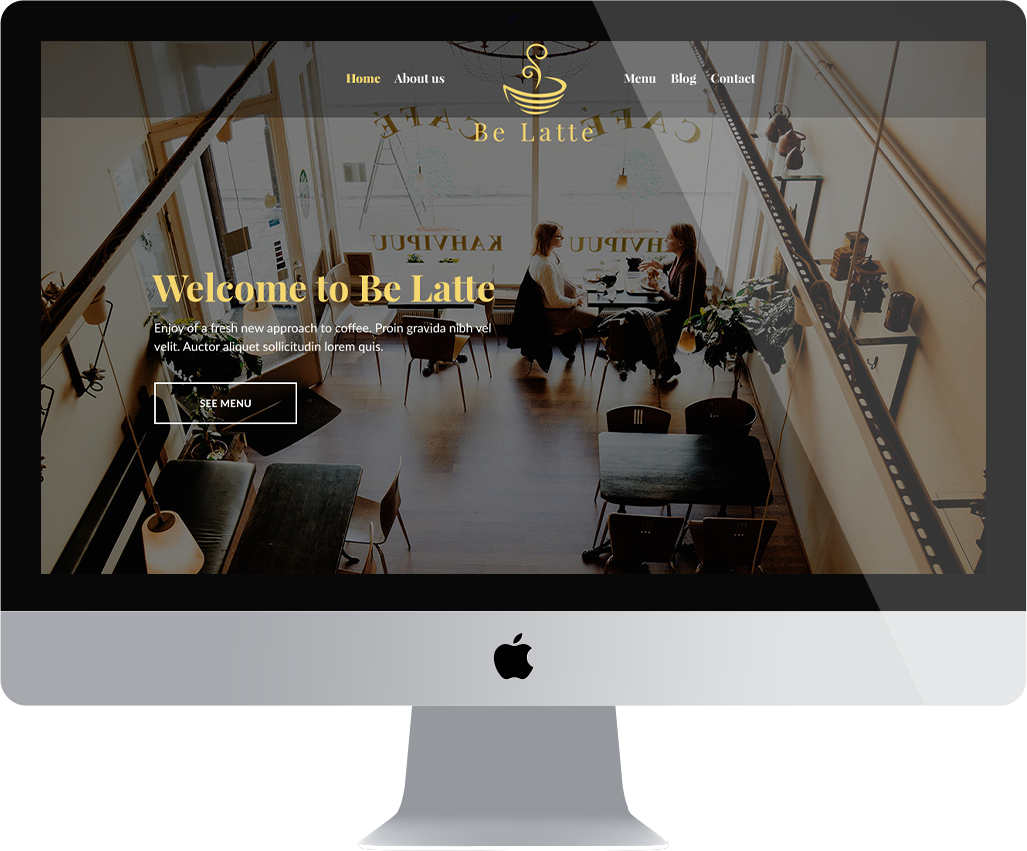 Home About us Menu Blog Contact
Be Latte
CAFÉ CAFÉ
KAHVIPUU KAHVIPUU
Welcome to Be Latte
Enjoy of a fresh new approach to coffee. Proin gravida nibh vel
velit. Auctor aliquet sollicitudin lorem quis.
SEE MENU